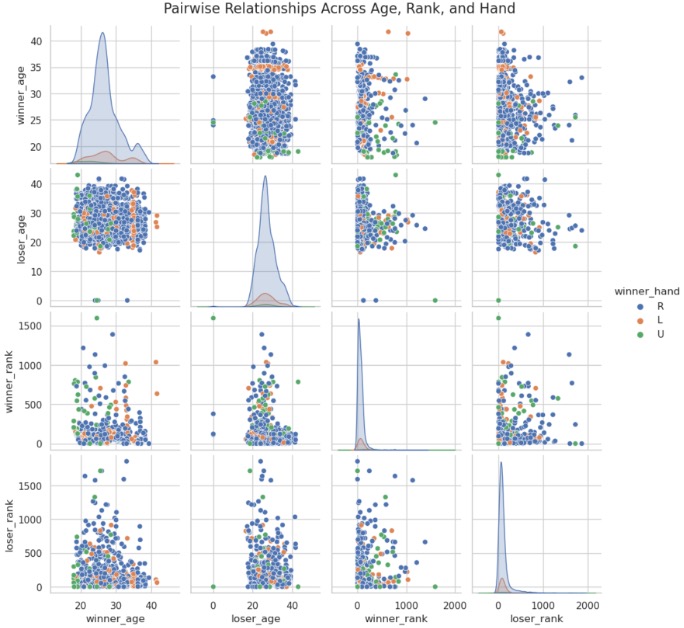 Pairwise Relationships Across Age, Rank, and Hand
40
35
30
25
20
winner_age
40
30
20
10
0
loser_age
winner_hand
R
L
U
1500
1000
500
0
winner_rank
1500
1000
500
0
loser_rank
20 30 40
0 20 40
0 1000 2000
0 1000 2000
winner_age
loser_age
winner_rank
loser_rank